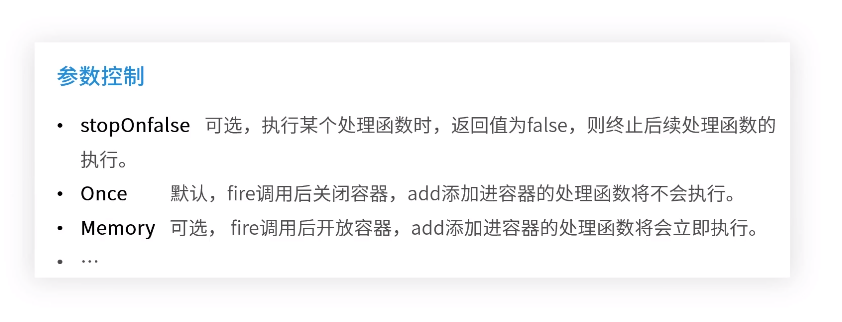 参数控制
• stopOnfalse 可选，执行某个处理函数时，返回值为false，则终止后续处理函数的
执行。
• Once 默认，fire调用后关闭容器，add添加进容器的处理函数将不会执行。
• Memory 可选， fire调用后开放容器，add添加进容器的处理函数将会立即执行。
• …